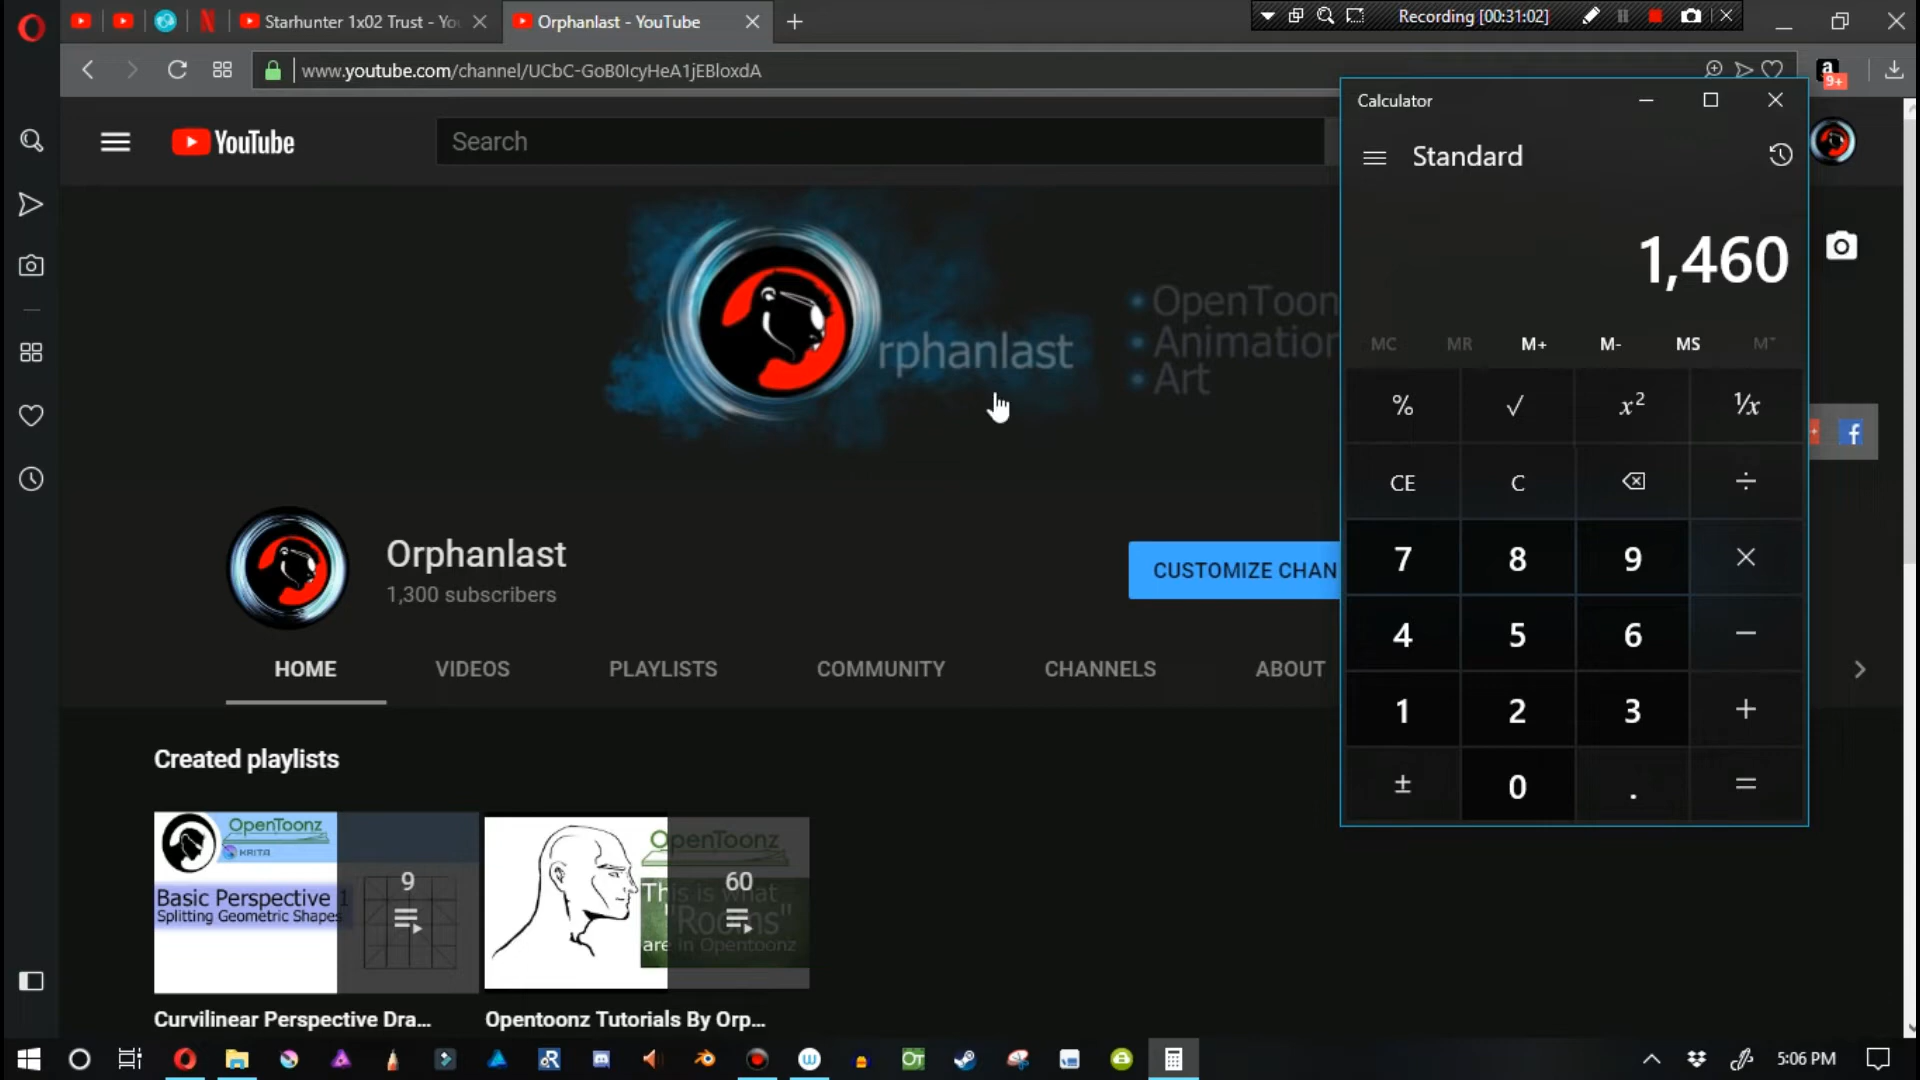 Starhunter 1x02 Trust - Yo
Orphanlast - YouTube
Recording [00:31:02]
www.youtube.com/channel/UCbC-GoB0IcyHeA1jEBloxdA
a
9+
YouTube
Search
Calculator
Standard
1,460
MC MR M+ M- MS M˅
% √ x² ¹/x
CE C ÷
7 8 9 ×
4 5 6 −
1 2 3 +
± 0 . =
rphanlast
• OpenToon
• Animation
• Art
f
Orphanlast
1,300 subscribers
CUSTOMIZE CHAN
HOME VIDEOS PLAYLISTS COMMUNITY CHANNELS ABOUT
Created playlists
OpenToonz
KRITA
Basic Perspective 1
Splitting Geometric Shapes
9
OpenToonz
This is what
"Rooms"
are in Opentoonz
60
Curvilinear Perspective Dra...
Opentoonz Tutorials By Orp...
OT
5:06 PM